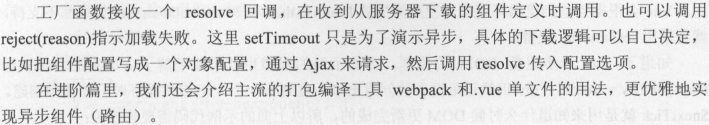 工厂函数接收一个 resolve 回调，在收到从服务器下载的组件定义时调用。也可以调用
reject(reason)指示加载失败。这里 setTimeout 只是为了演示异步，具体的下载逻辑可以自己决定，
比如把组件配置写成一个对象配置，通过 Ajax 来请求，然后调用 resolve 传入配置选项。
在进阶篇里，我们还会介绍主流的打包编译工具 webpack 和.vue 单文件的用法，更优雅地实
现异步组件（路由）。